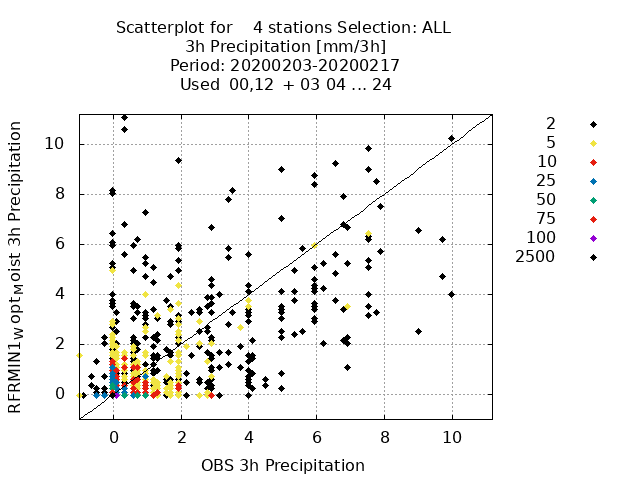 Scatterplot for    4 stations Selection: ALL
3h Precipitation [mm/3h]
Period: 20200203-20200217
Used  00,12  + 03 04 ... 24
RFRMIN1_W opt_Moist 3h Precipitation
10
8
6
4
2
0
0 2 4 6 8 10
OBS 3h Precipitation
2
5
10
25
50
75
100
2500